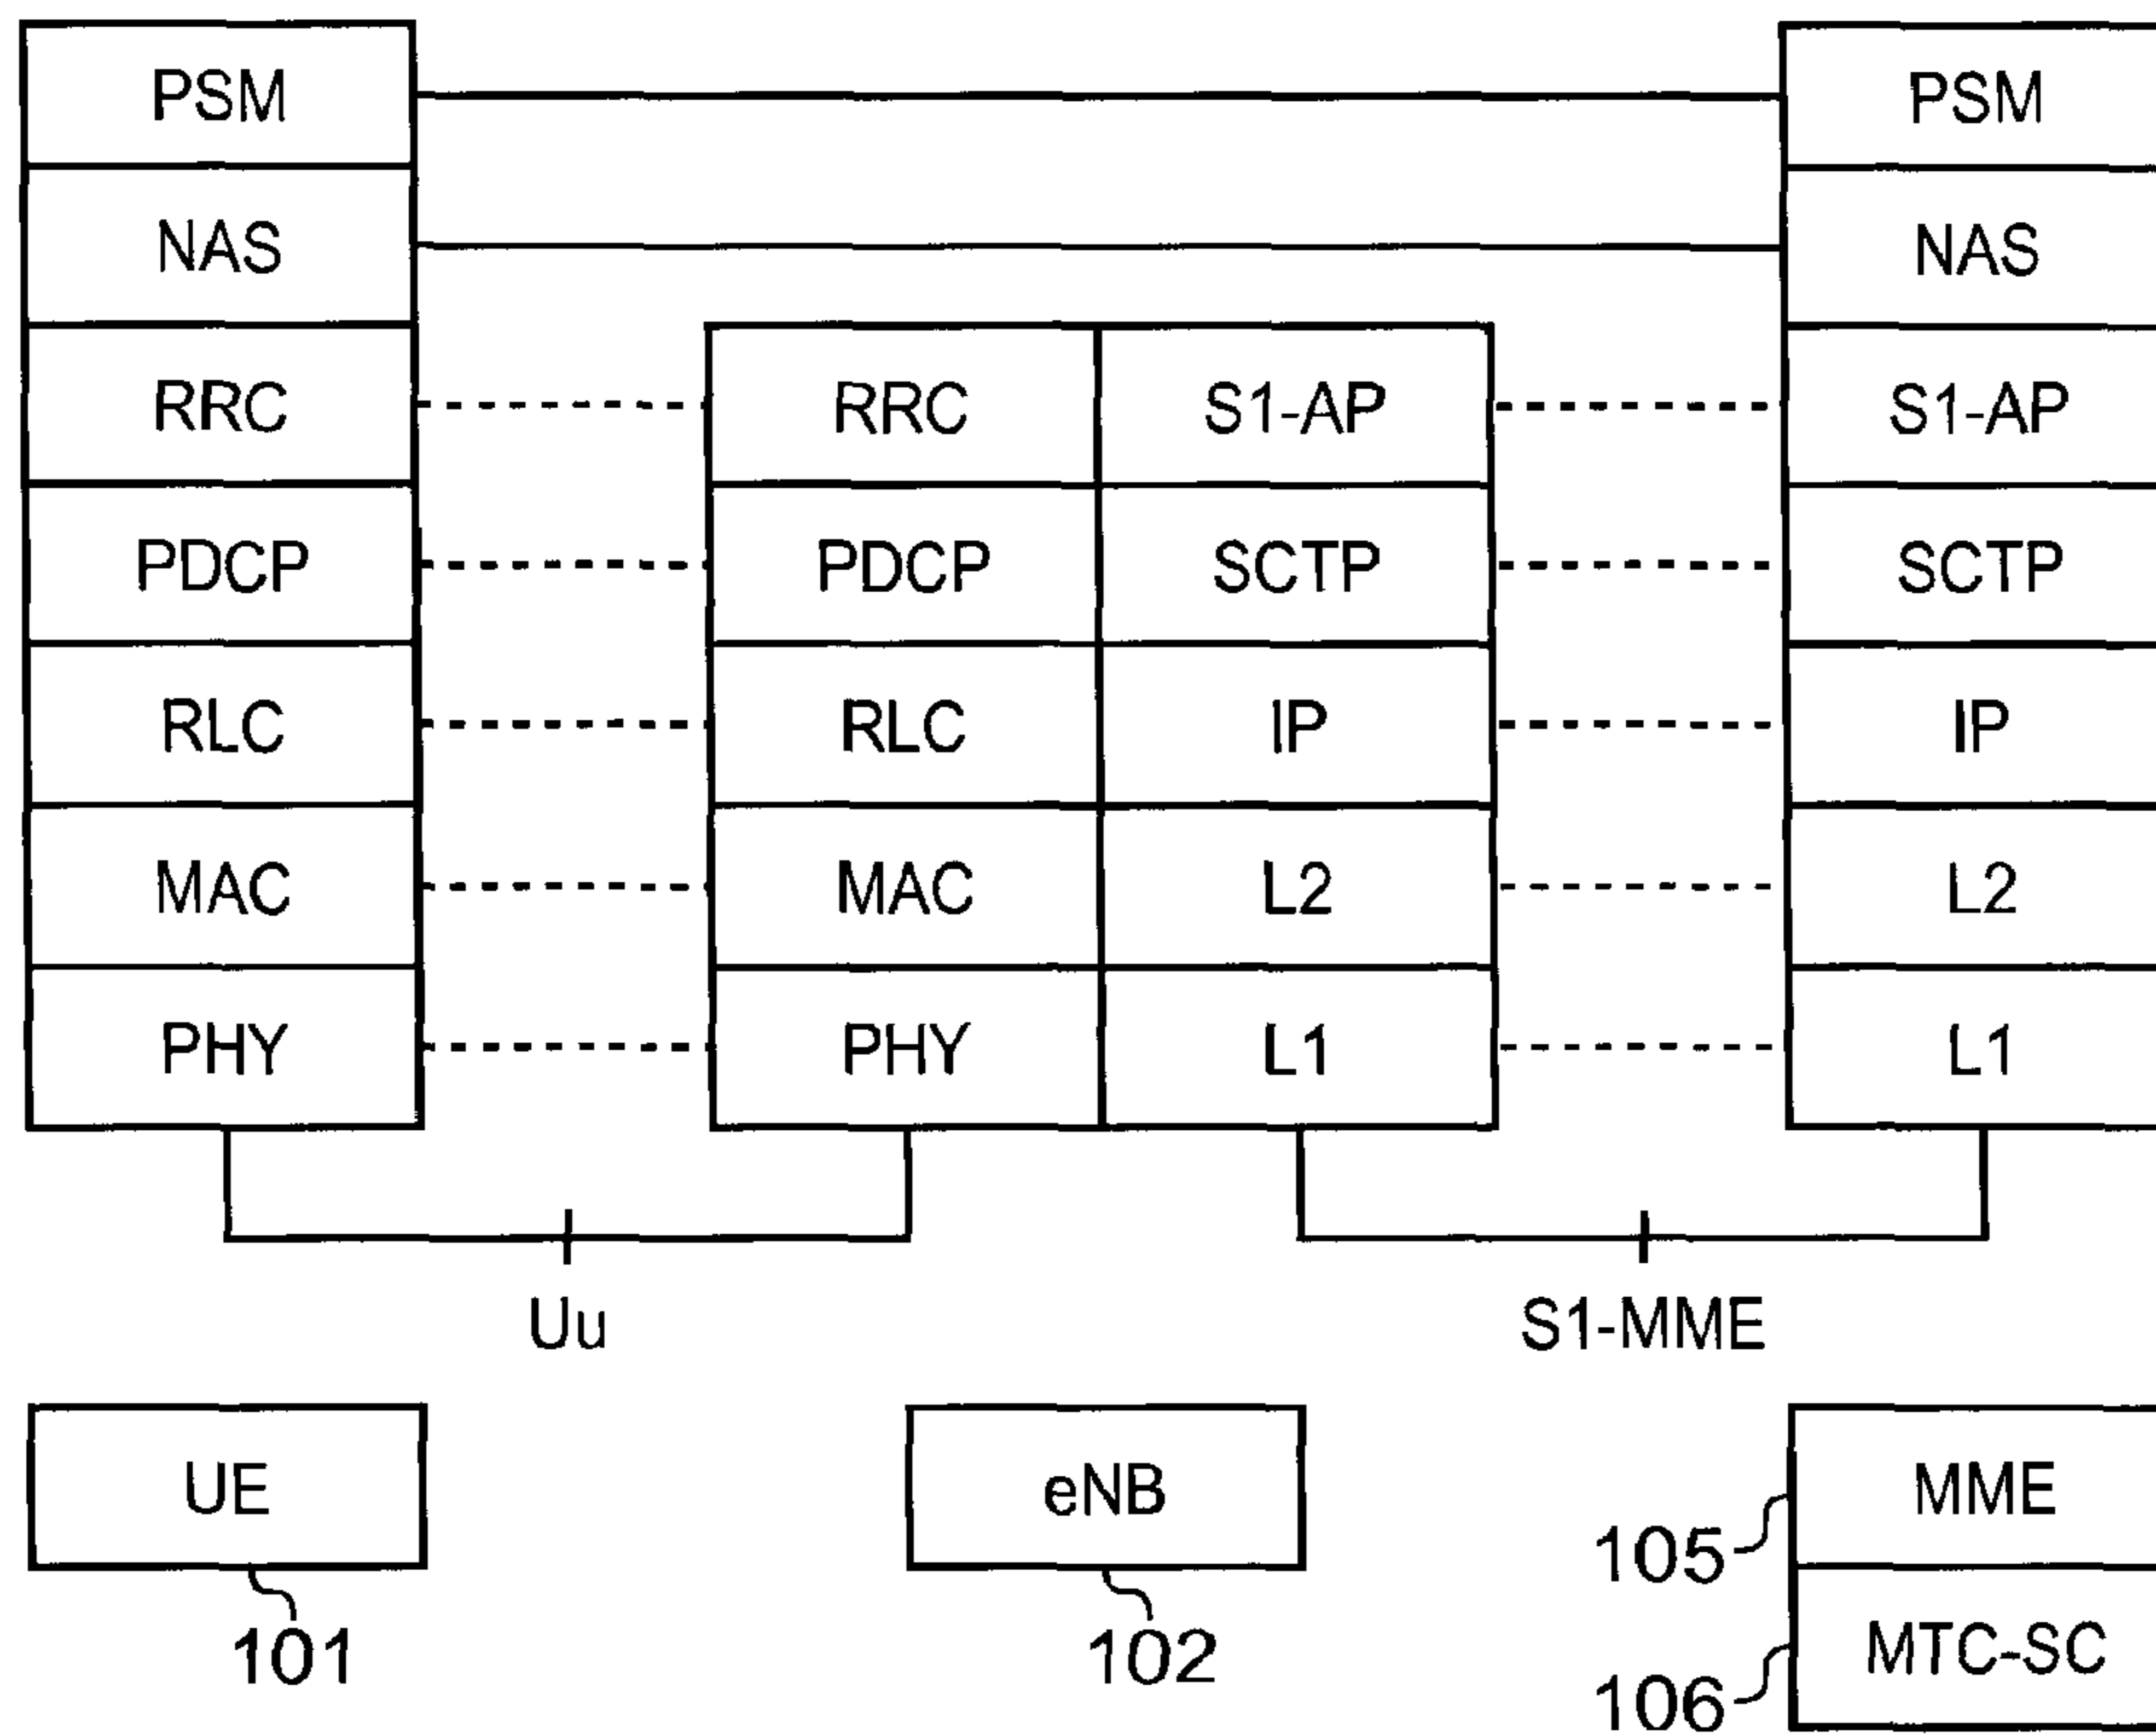 PSM PSM
NAS NAS
RRC RRC S1-AP S1-AP
PDCP PDCP SCTP SCTP
RLC RLC IP IP
MAC MAC L2 L2
PHY PHY L1 L1
Uu S1-MME
UE eNB MME
105
101 102 MTC-SC
106